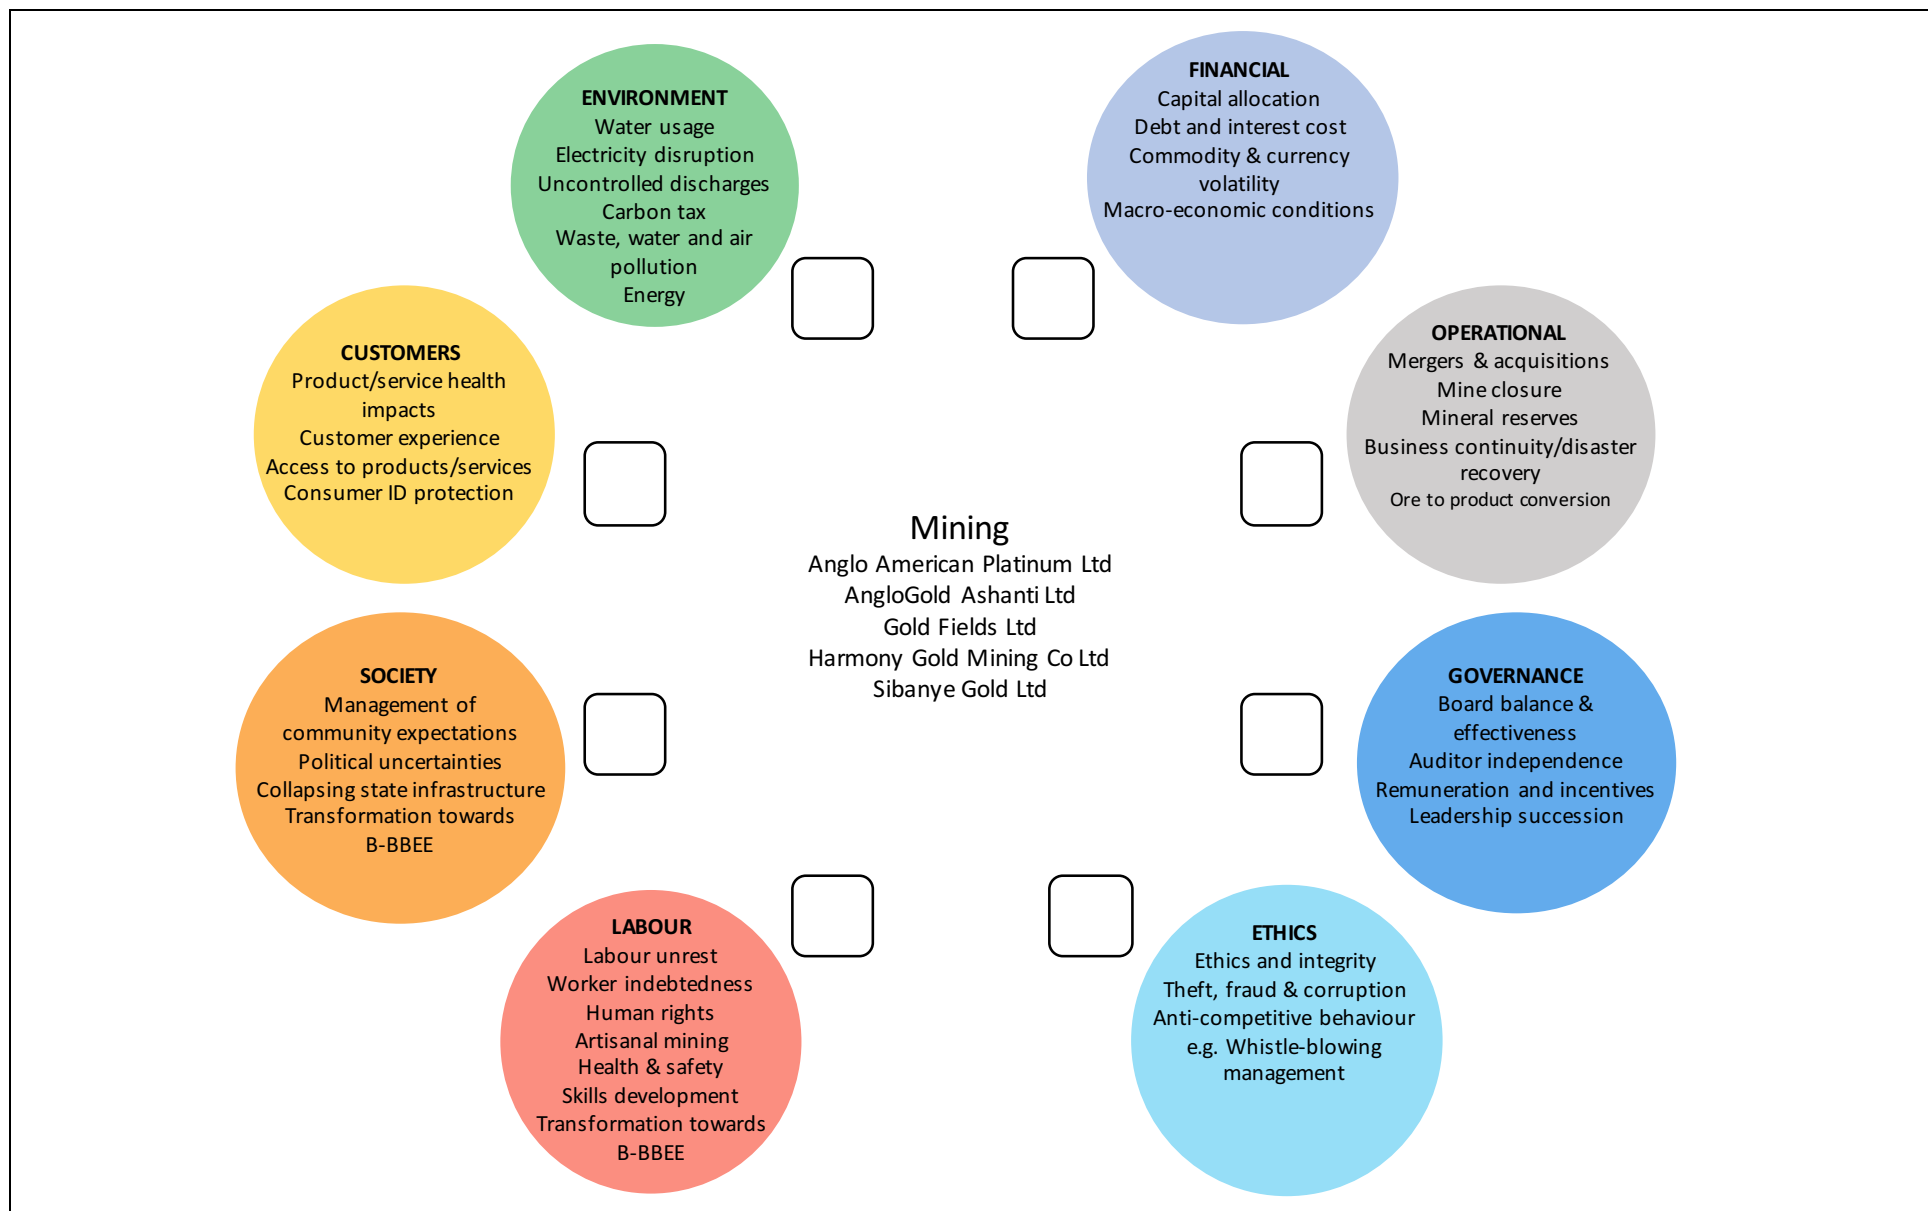 ENVIRONMENT
Water usage
Electricity disruption
Uncontrolled discharges
Carbon tax
Waste, water and air
pollution
Energy
FINANCIAL
Capital allocation
Debt and interest cost
Commodity & currency
volatility
Macro-economic conditions
CUSTOMERS
Product/service health
impacts
Customer experience
Access to products/services
Consumer ID protection
OPERATIONAL
Mergers & acquisitions
Mine closure
Mineral reserves
Business continuity/disaster
recovery
Ore to product conversion
Mining
Anglo American Platinum Ltd
AngloGold Ashanti Ltd
Gold Fields Ltd
Harmony Gold Mining Co Ltd
Sibanye Gold Ltd
SOCIETY
Management of
community expectations
Political uncertainties
Collapsing state infrastructure
Transformation towards
B-BBEE
GOVERNANCE
Board balance &
effectiveness
Auditor independence
Remuneration and incentives
Leadership succession
LABOUR
Labour unrest
Worker indebtedness
Human rights
Artisanal mining
Health & safety
Skills development
Transformation towards
B-BBEE
ETHICS
Ethics and integrity
Theft, fraud & corruption
Anti-competitive behaviour
e.g. Whistle-blowing
management